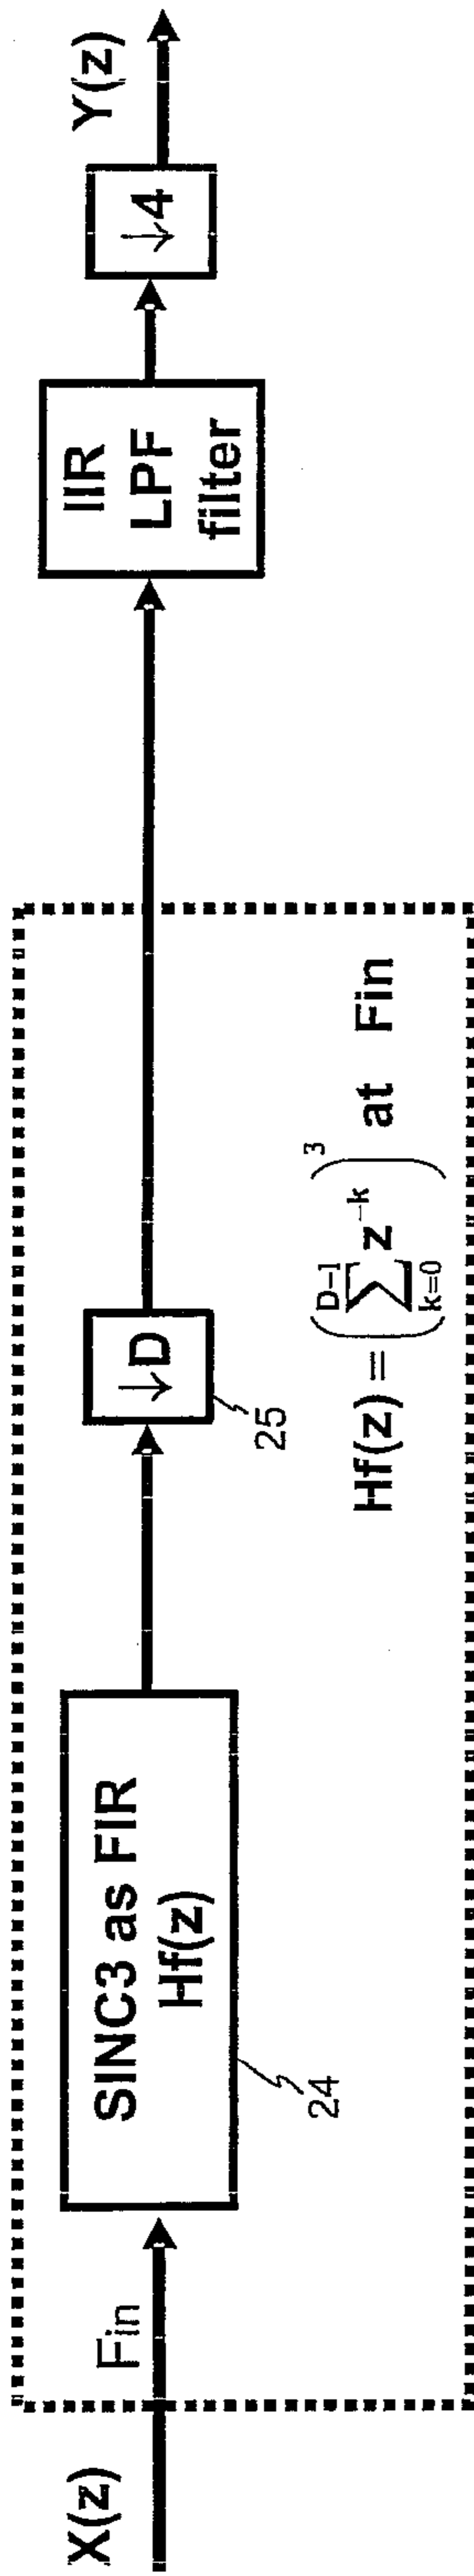 X(z)
Fin
SINC3 as FIR
Hf(z)
24
↓D
25
Hf(z) = (∑_{k=0}^{D−1} z^{−k})^3 at Fin
IIR
LPF
filter
↓4
Y(z)